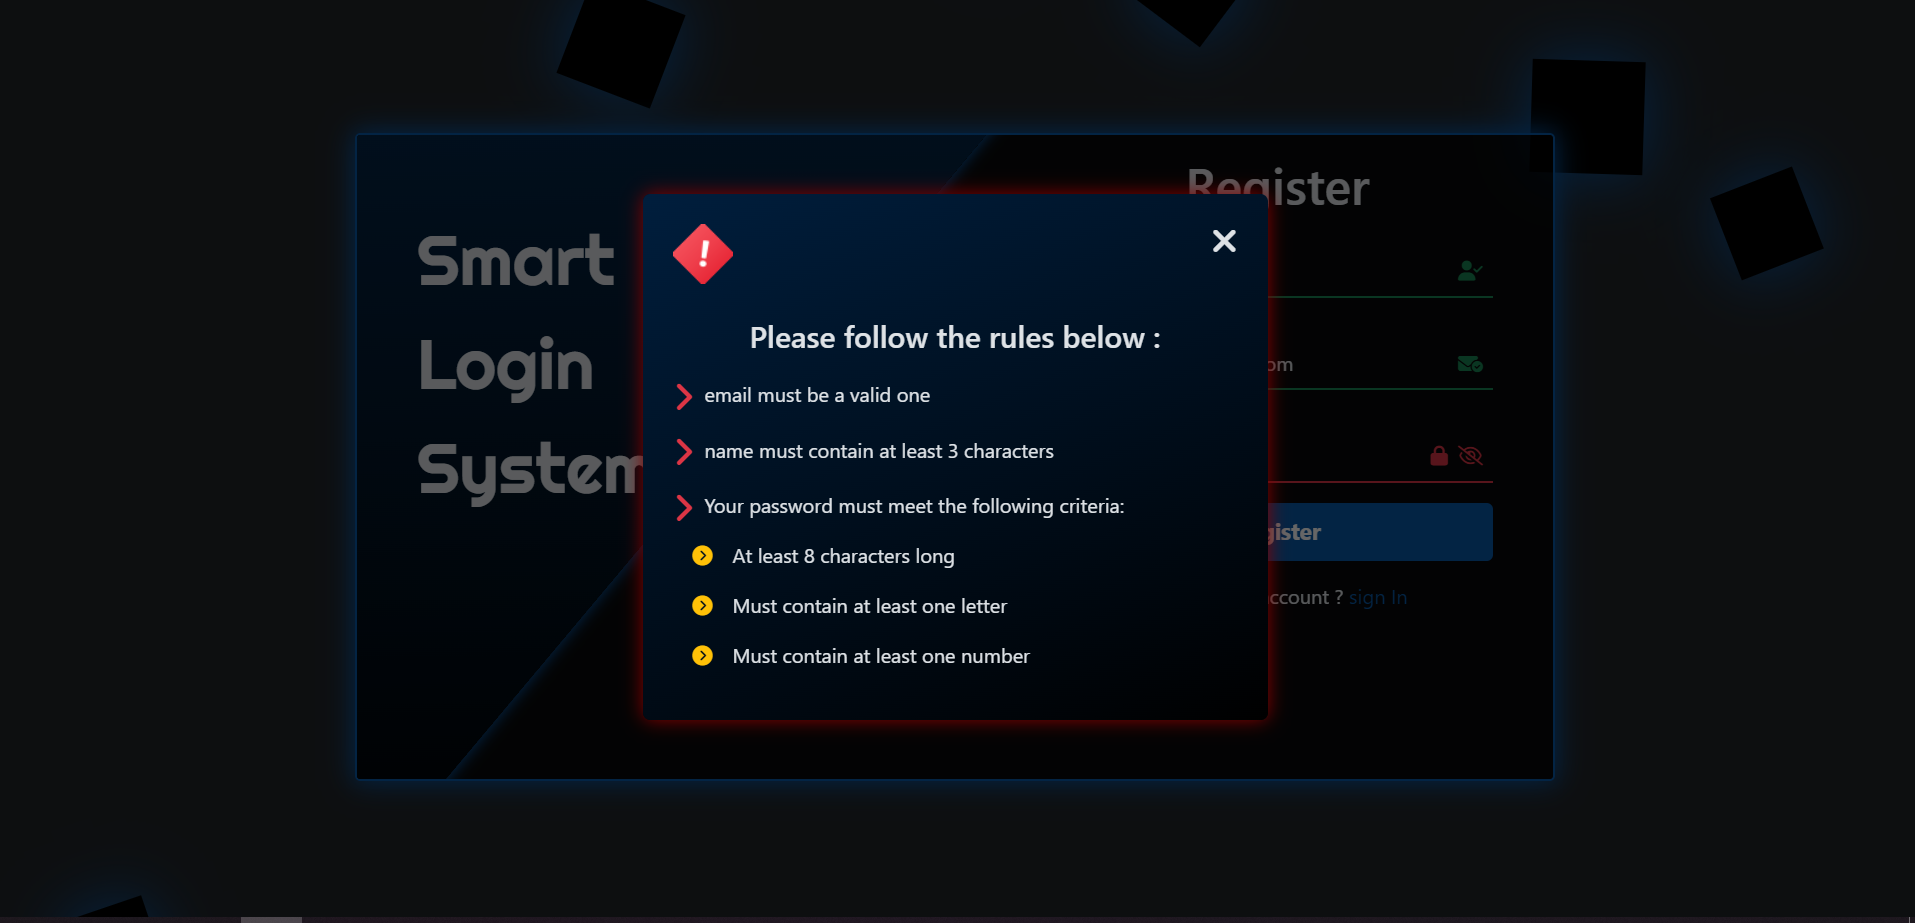 Register
Smart
Login
System
Please follow the rules below :
email must be a valid one
name must contain at least 3 characters
Your password must meet the following criteria:
At least 8 characters long
Must contain at least one letter
Must contain at least one number
om
gister
ccount ? sign In